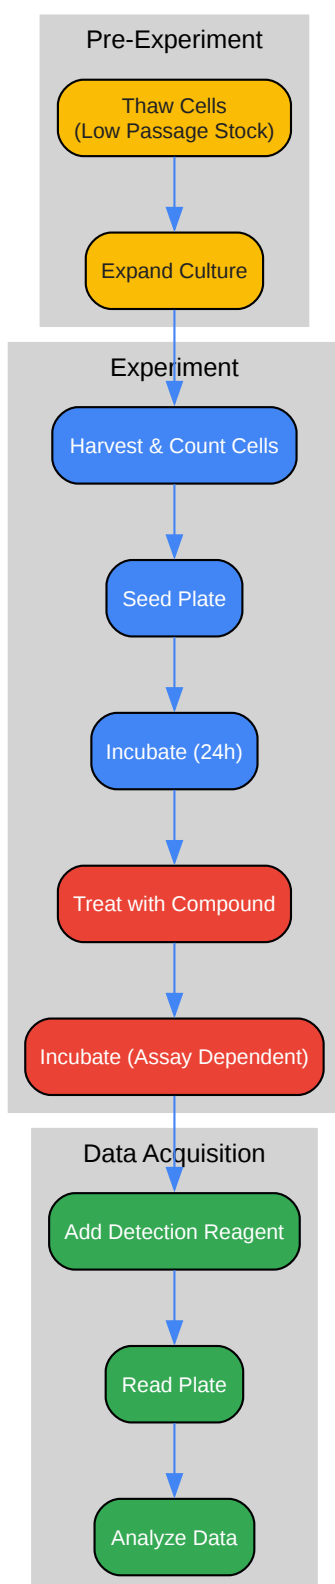 Pre-Experiment
Thaw Cells
(Low Passage Stock)
Expand Culture
Experiment
Harvest & Count Cells
Seed Plate
Incubate (24h)
Treat with Compound
Incubate (Assay Dependent)
Data Acquisition
Add Detection Reagent
Read Plate
Analyze Data